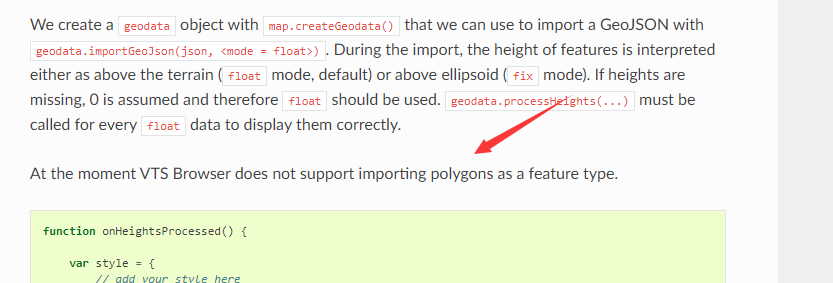 We create a geodata object with map.createGeodata() that we can use to import a GeoJSON with
geodata.importGeoJson(json, <mode = float>) . During the import, the height of features is interpreted
either as above the terrain ( float mode, default) or above ellipsoid ( fix mode). If heights are
missing, 0 is assumed and therefore float should be used. geodata.processHeights(...) must be
called for every float data to display them correctly.
At the moment VTS Browser does not support importing polygons as a feature type.
function onHeightsProcessed() {
var style = {
// add your style here